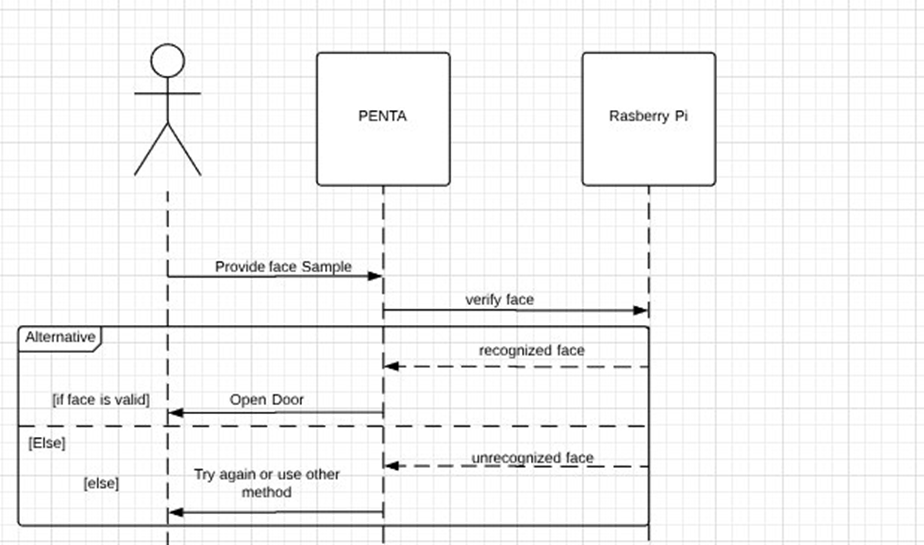 PENTA
Rasberry Pi
Provide face Sample
verify face
Alternative
recognized face
[if face is valid]
Open Door
[Else]
unrecognized face
[else]
Try again or use other
method